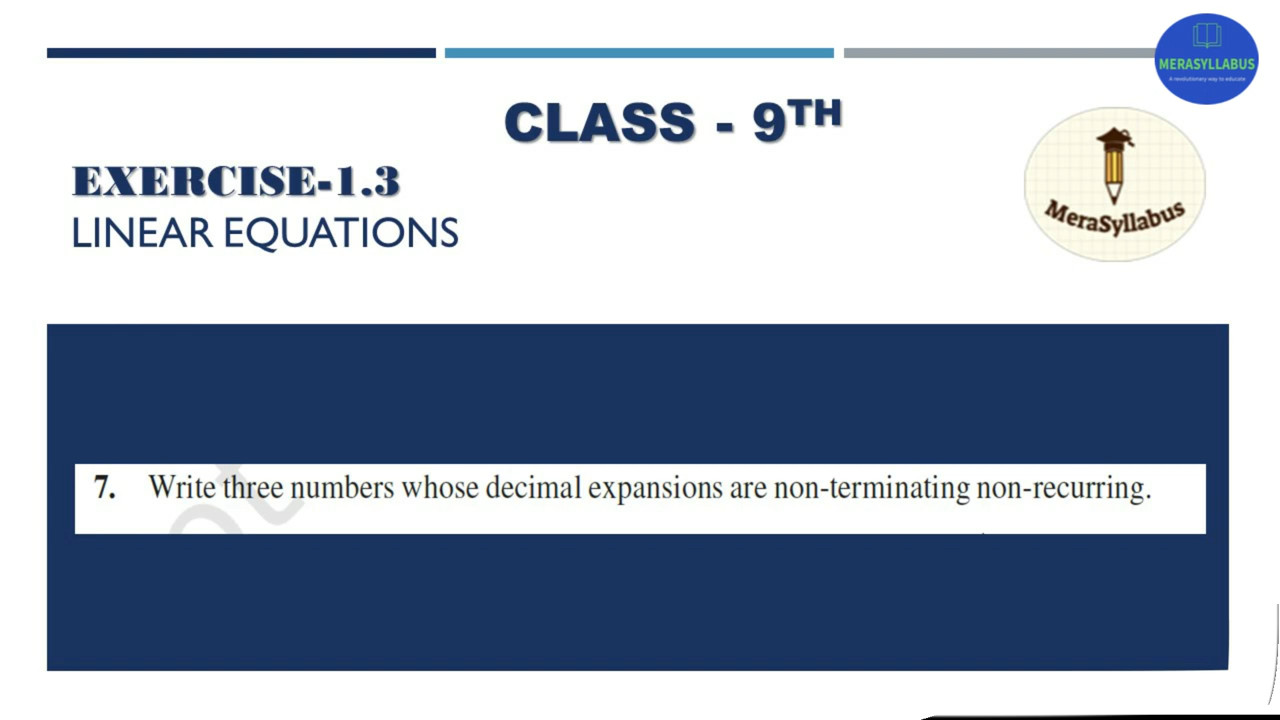 MERASYLLABUS
A revolutionary way to educate
CLASS - 9TH
EXERCISE-1.3
LINEAR EQUATIONS
MeraSyllabus
7. Write three numbers whose decimal expansions are non-terminating non-recurring.
ot